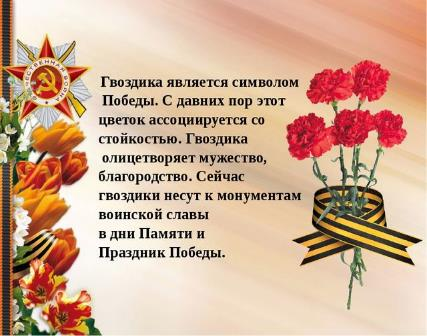 Гвоздика является символом
Победы. С давних пор этот
цветок ассоциируется со
стойкостью. Гвоздика
олицетворяет мужество,
благородство. Сейчас
гвоздики несут к монументам
воинской славы
в дни Памяти и
Праздник Победы.